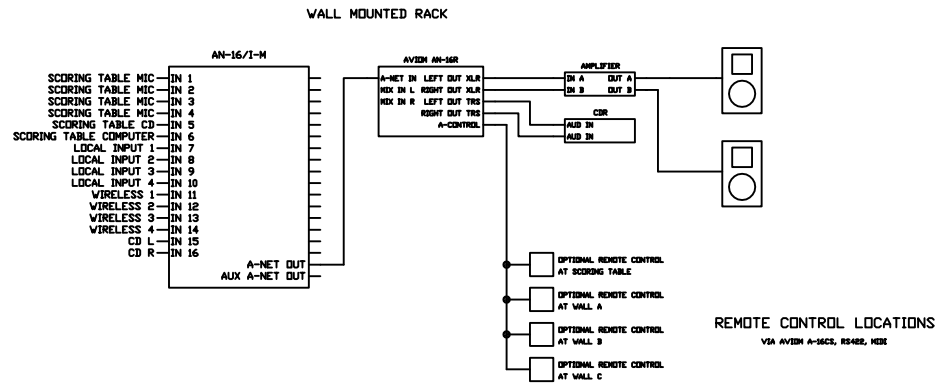 WALL MOUNTED RACK
AN-16/I-M
SCORING TABLE MIC IN 1
SCORING TABLE MIC IN 2
SCORING TABLE MIC IN 3
SCORING TABLE MIC IN 4
SCORING TABLE CD IN 5
SCORING TABLE COMPUTER IN 6
LOCAL INPUT 1 IN 7
LOCAL INPUT 2 IN 8
LOCAL INPUT 3 IN 9
LOCAL INPUT 4 IN 10
WIRELESS 1 IN 11
WIRELESS 2 IN 12
WIRELESS 3 IN 13
WIRELESS 4 IN 14
CD L IN 15
CD R IN 16
A-NET OUT
AUX A-NET OUT
AVIOM AN-16R
A-NET IN LEFT OUT XLR
MIX IN L RIGHT OUT XLR
MIX IN R LEFT OUT TRS
RIGHT OUT TRS
A-CONTROL
AMPLIFIER
IN A OUT A
IN B OUT B
CDR
AUD IN
AUD IN
OPTIONAL REMOTE CONTROL
AT SCORING TABLE
OPTIONAL REMOTE CONTROL
AT WALL A
OPTIONAL REMOTE CONTROL
AT WALL B
OPTIONAL REMOTE CONTROL
AT WALL C
REMOTE CONTROL LOCATIONS
VIA AVIOM A-16CS, RS422, MIDI